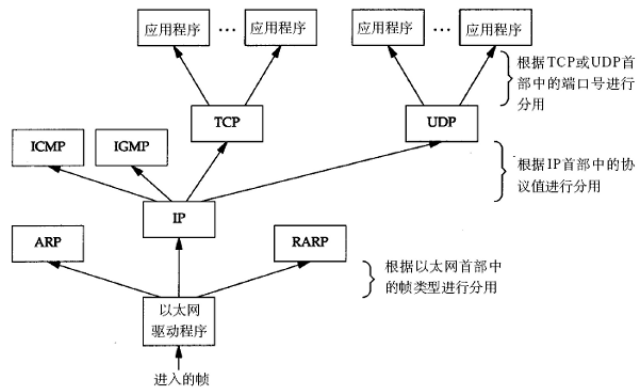 应用程序 … 应用程序 应用程序 … 应用程序
根据TCP或UDP首
部中的端口号进行
分用
TCP UDP
ICMP IGMP
根据IP首部中的协
议值进行分用
IP
ARP RARP
根据以太网首部中
的帧类型进行分用
以太网
驱动程序
进入的帧